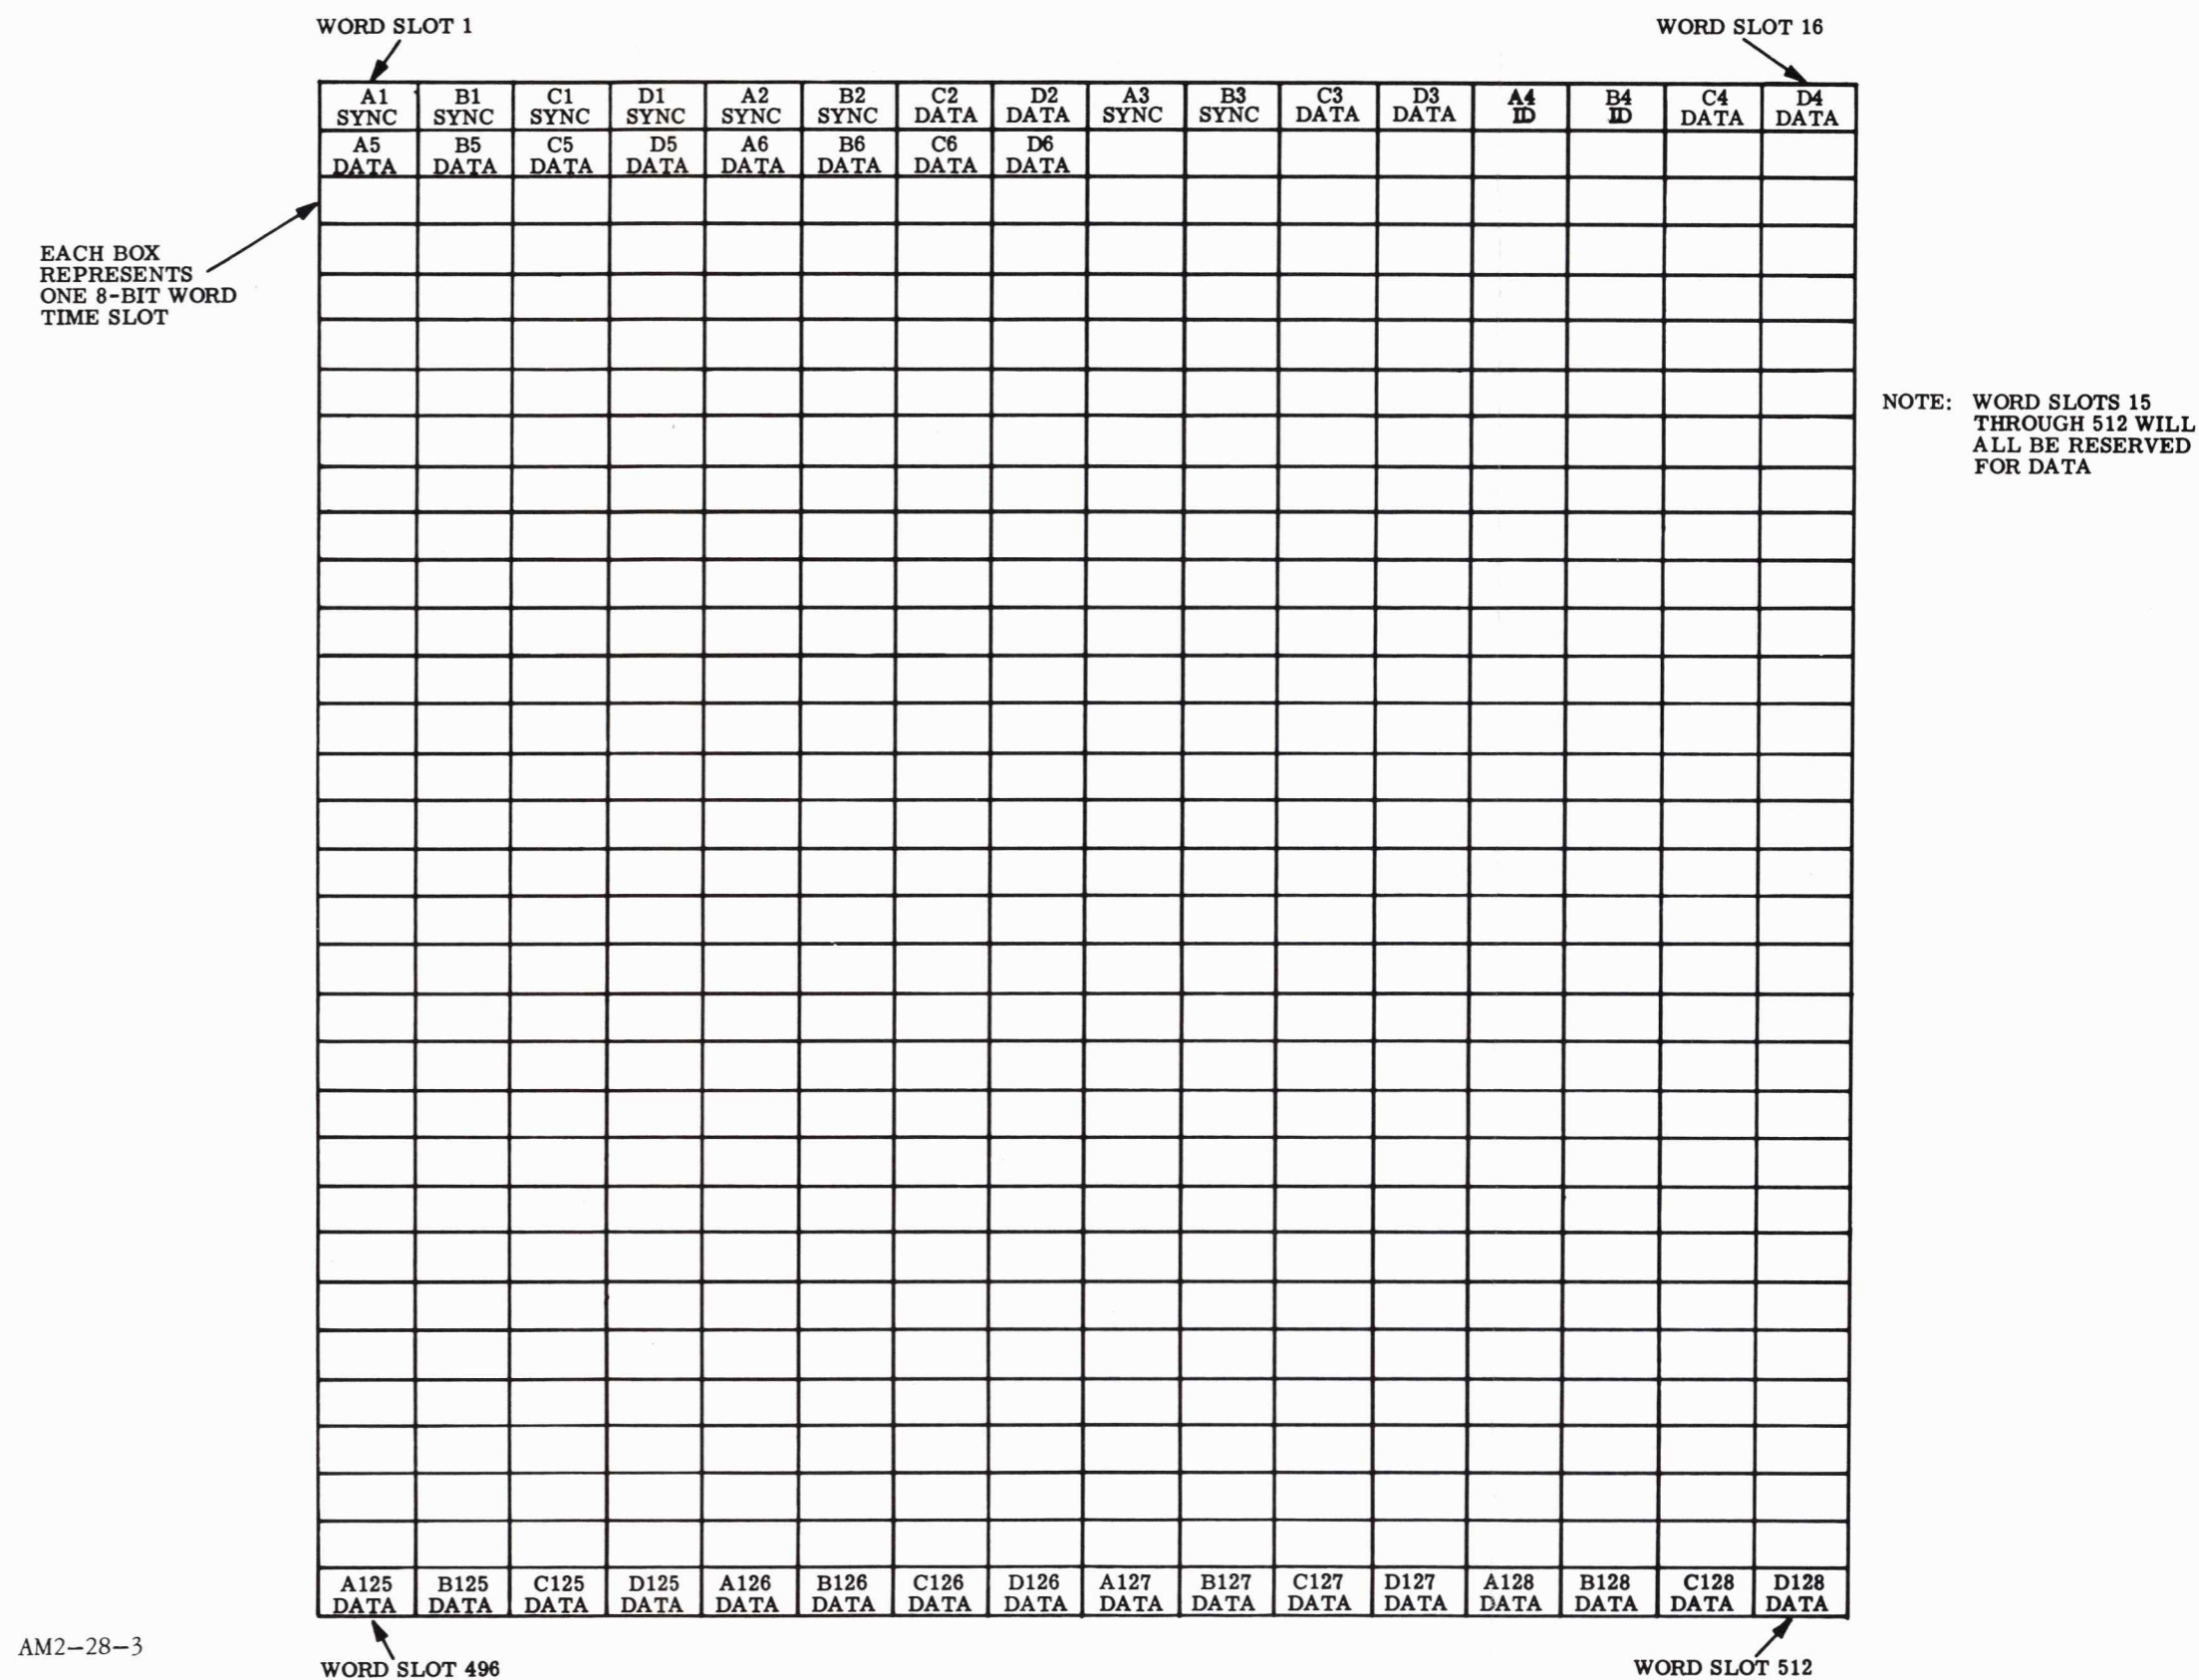 WORD SLOT 1
WORD SLOT 16
A1 B1 C1 D1 A2 B2 C2 D2 A3 B3 C3 D3 A4 B4 C4 D4
SYNC SYNC SYNC SYNC SYNC SYNC DATA DATA SYNC SYNC DATA DATA ID ID DATA DATA
A5 B5 C5 D5 A6 B6 C6 D6
DATA DATA DATA DATA DATA DATA DATA DATA
EACH BOX
REPRESENTS
ONE 8-BIT WORD
TIME SLOT
NOTE: WORD SLOTS 15
THROUGH 512 WILL
ALL BE RESERVED
FOR DATA
A125 B125 C125 D125 A126 B126 C126 D126 A127 B127 C127 D127 A128 B128 C128 D128
DATA DATA DATA DATA DATA DATA DATA DATA DATA DATA DATA DATA DATA DATA DATA DATA
AM2-28-3
WORD SLOT 496
WORD SLOT 512